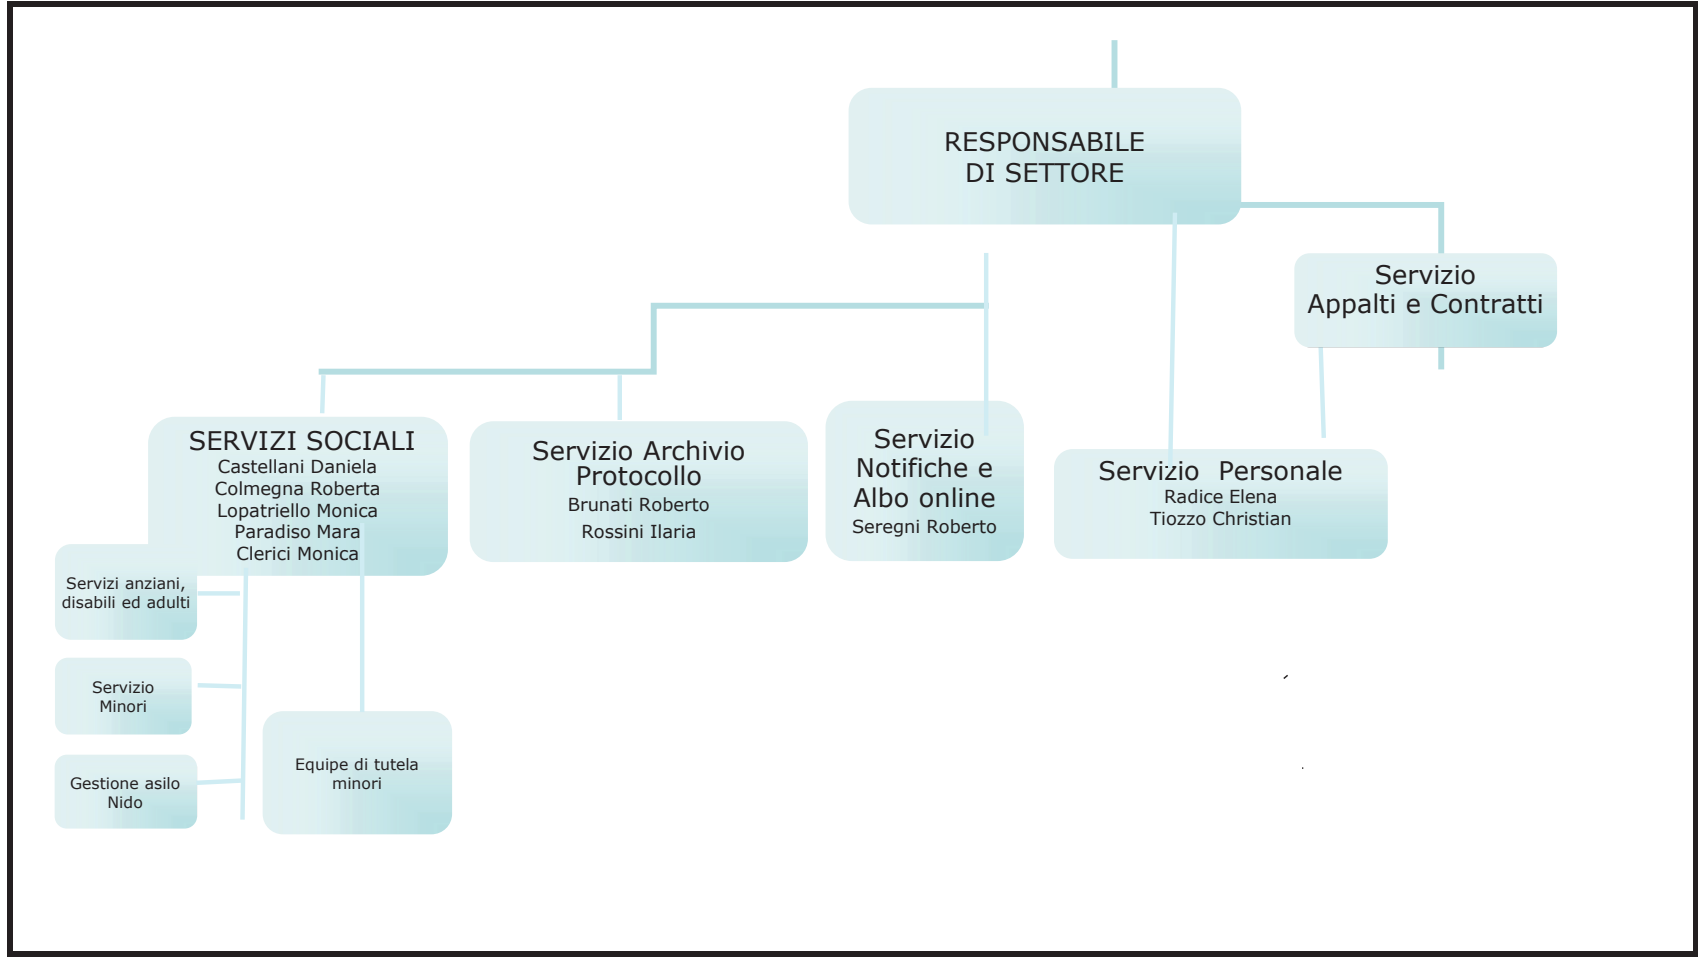 RESPONSABILE
DI SETTORE
Servizio
Appalti e Contratti
SERVIZI SOCIALI
Castellani Daniela
Colmegna Roberta
Lopatriello Monica
Paradiso Mara
Clerici Monica
Servizio Archivio
Protocollo
Brunati Roberto
Rossini Ilaria
Servizio
Notifiche e
Albo online
Seregni Roberto
Servizio Personale
Radice Elena
Tiozzo Christian
Servizi anziani,
disabili ed adulti
Servizio
Minori
Gestione asilo
Nido
Equipe di tutela
minori